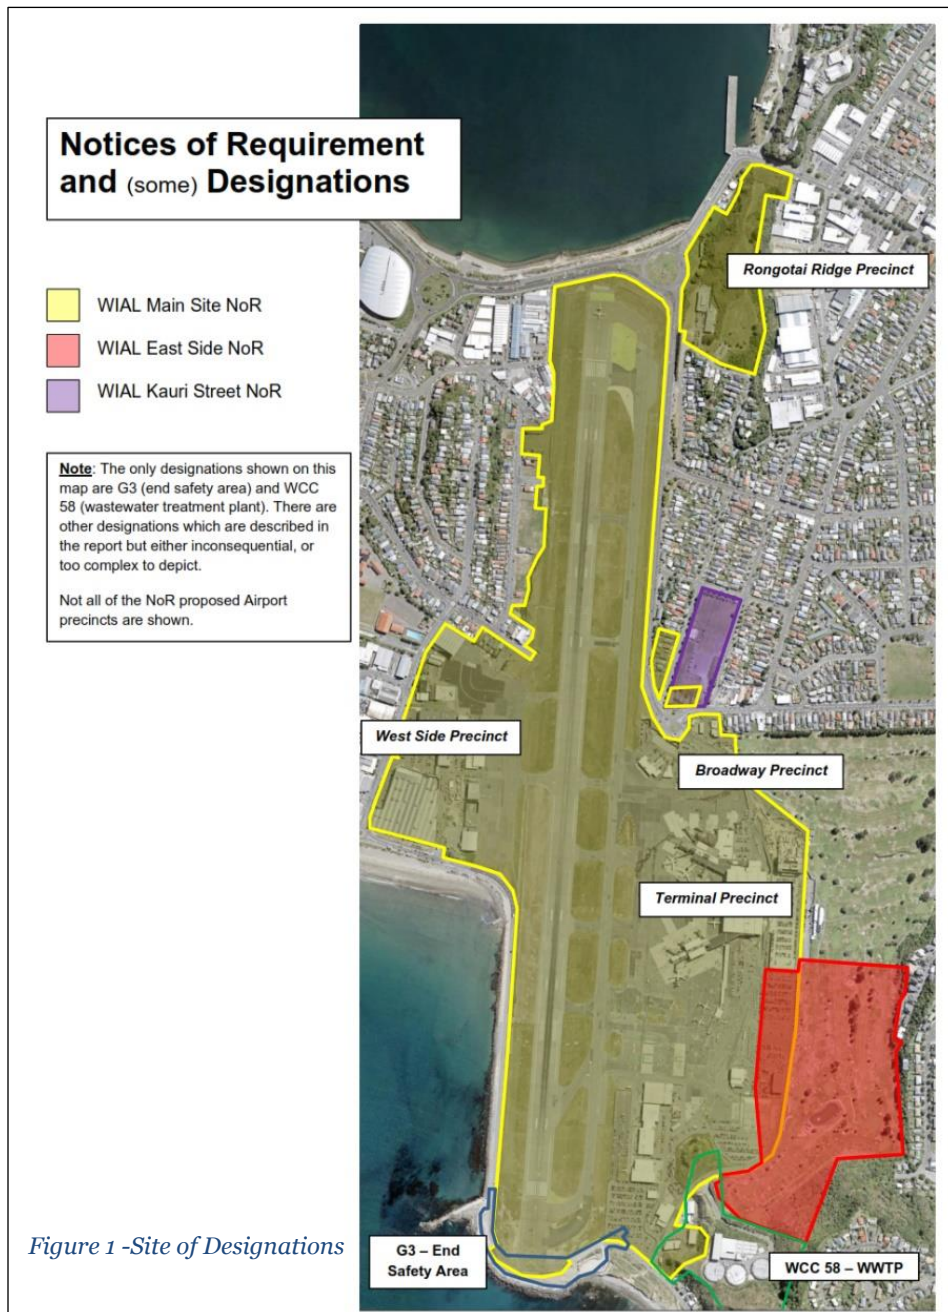 Notices of Requirement
and (some) Designations
WIAL Main Site NoR
WIAL East Side NoR
WIAL Kauri Street NoR
Note: The only designations shown on this
map are G3 (end safety area) and WCC
58 (wastewater treatment plant). There are
other designations which are described in
the report but either inconsequential, or
too complex to depict.
Not all of the NoR proposed Airport
precincts are shown.
Rongotai Ridge Precinct
West Side Precinct
Broadway Precinct
Terminal Precinct
Figure 1 -Site of Designations
G3 – End
Safety Area
WCC 58 – WWTP